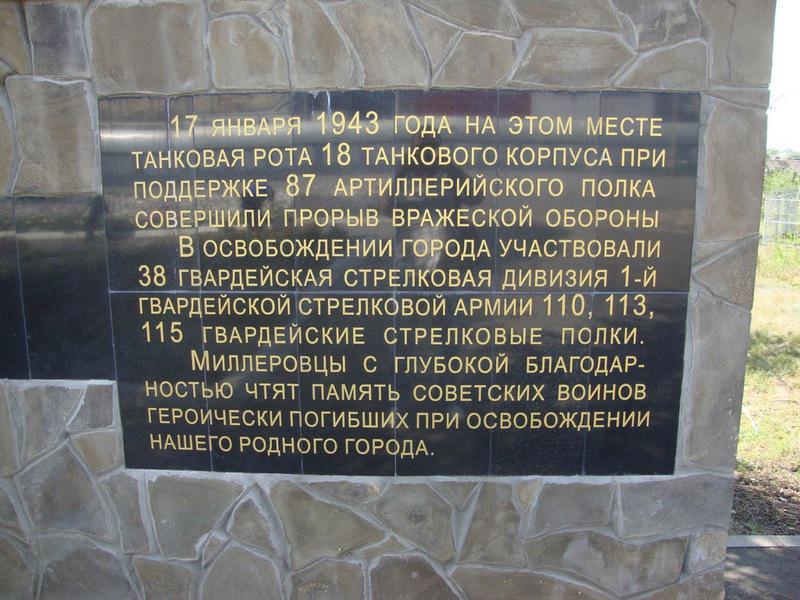 17 ЯНВАРЯ 1943 ГОДА НА ЭТОМ МЕСТЕ
ТАНКОВАЯ РОТА 18 ТАНКОВОГО КОРПУСА ПРИ
ПОДДЕРЖКЕ 87 АРТИЛЛЕРИЙСКОГО ПОЛКА
СОВЕРШИЛИ ПРОРЫВ ВРАЖЕСКОЙ ОБОРОНЫ
В ОСВОБОЖДЕНИИ ГОРОДА УЧАСТВОВАЛИ
38 ГВАРДЕЙСКАЯ СТРЕЛКОВАЯ ДИВИЗИЯ 1-Й
ГВАРДЕЙСКОЙ СТРЕЛКОВОЙ АРМИИ 110, 113,
115 ГВАРДЕЙСКИЕ СТРЕЛКОВЫЕ ПОЛКИ.
МИЛЛЕРОВЦЫ С ГЛУБОКОЙ БЛАГОДАР-
НОСТЬЮ ЧТЯТ ПАМЯТЬ СОВЕТСКИХ ВОИНОВ
ГЕРОИЧЕСКИ ПОГИБШИХ ПРИ ОСВОБОЖДЕНИИ
НАШЕГО РОДНОГО ГОРОДА.